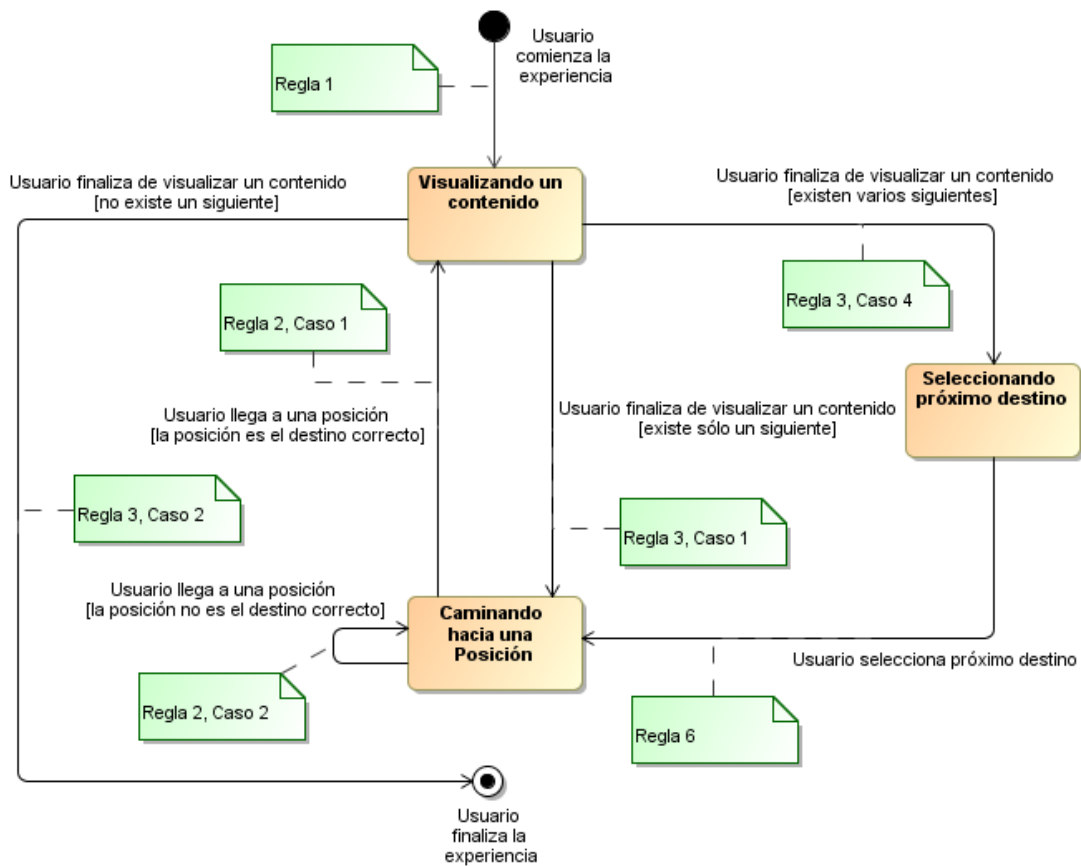 Usuario
comienza la
experiencia
Regla 1
Usuario finaliza de visualizar un contenido
[no existe un siguiente]
Visualizando un
contenido
Usuario finaliza de visualizar un contenido
[existen varios siguientes]
Regla 2, Caso 1
Regla 3, Caso 4
Usuario llega a una posición
[la posición es el destino correcto]
Usuario finaliza de visualizar un contenido
[existe sólo un siguiente]
Seleccionando
próximo destino
Regla 3, Caso 2
Regla 3, Caso 1
Usuario llega a una posición
[la posición no es el destino correcto]
Caminando
hacia una
Posición
Usuario selecciona próximo destino
Regla 2, Caso 2
Regla 6
Usuario
finaliza la
experiencia